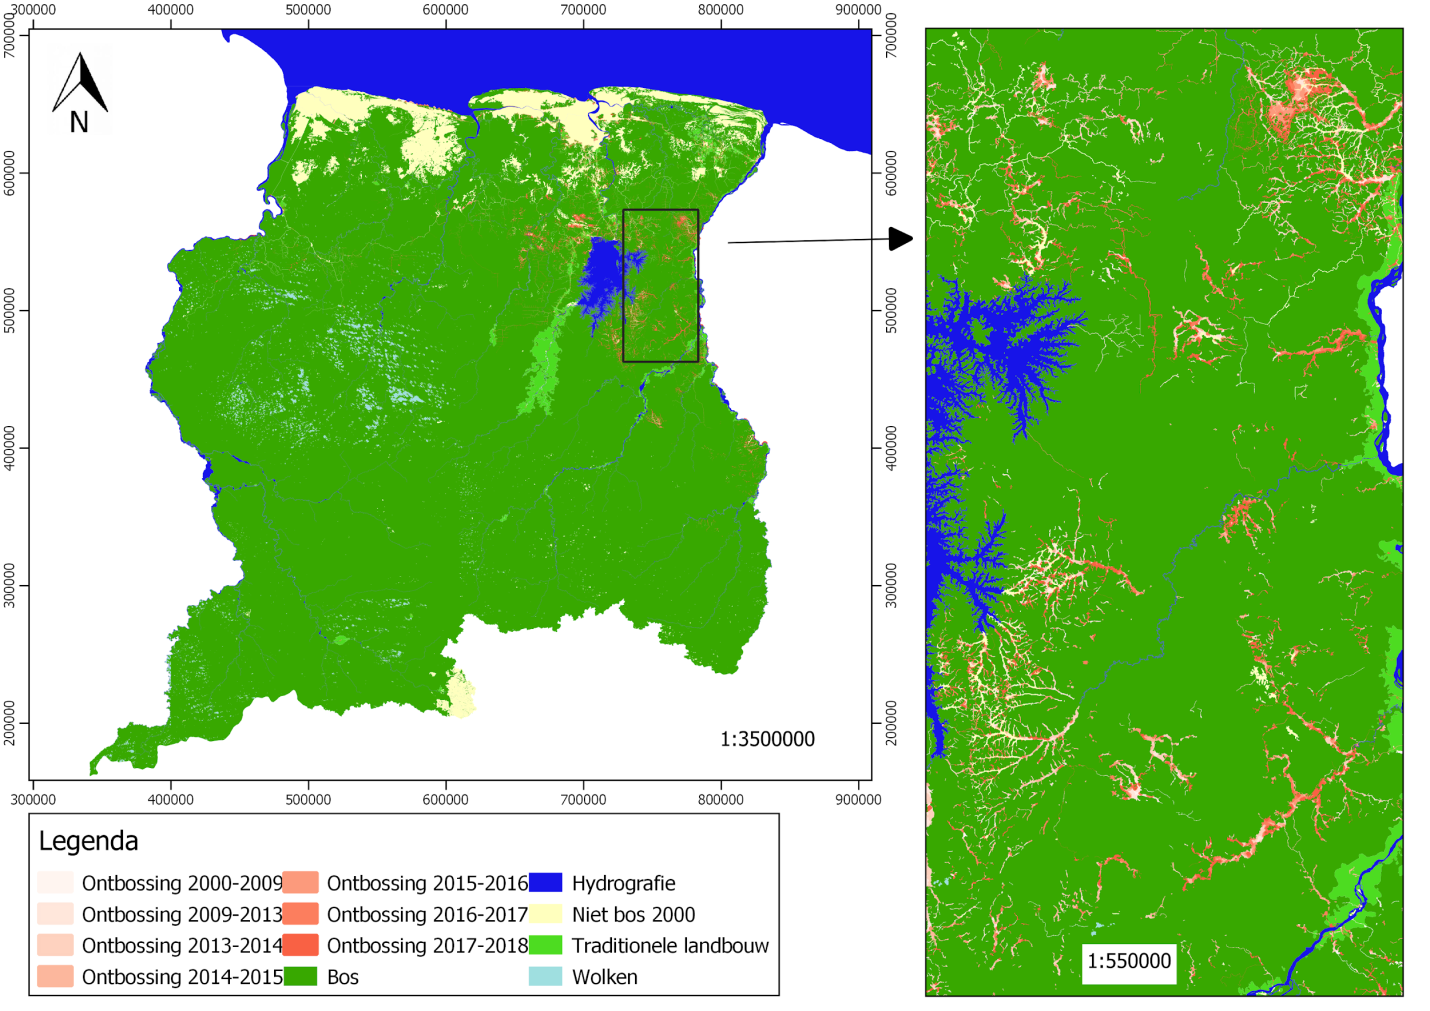 300000 400000 500000 600000 700000 800000 900000
700000 700000
N
600000 600000
500000 500000
400000 400000
300000 300000
200000 200000
1:3500000
300000 400000 500000 600000 700000 800000 900000
Legenda
Ontbossing 2000-2009
Ontbossing 2009-2013
Ontbossing 2013-2014
Ontbossing 2014-2015
Ontbossing 2015-2016
Ontbossing 2016-2017
Ontbossing 2017-2018
Bos
Hydrografie
Niet bos 2000
Traditionele landbouw
Wolken
1:550000